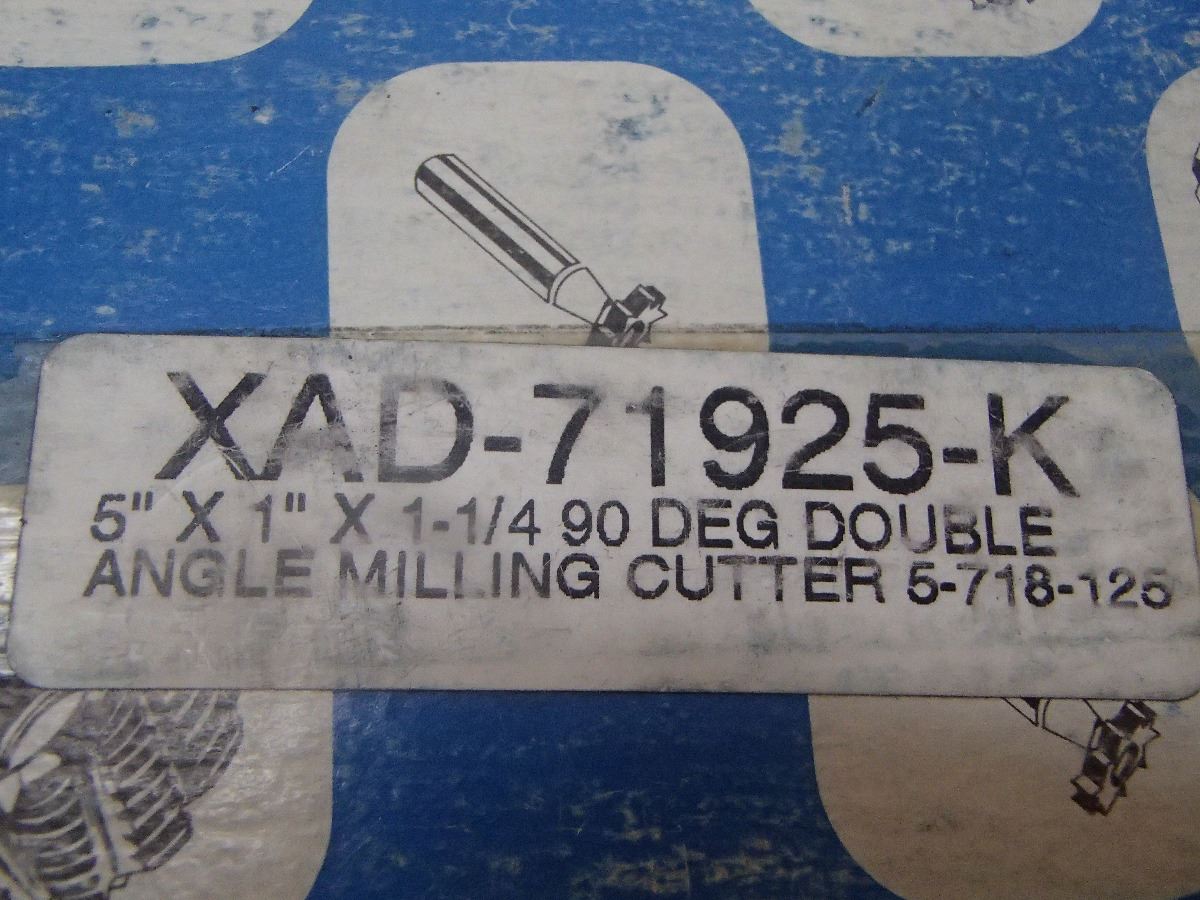 XAD-71925-K
5" X 1" X 1-1/4 90 DEG DOUBLE
ANGLE MILLING CUTTER 5-718-125